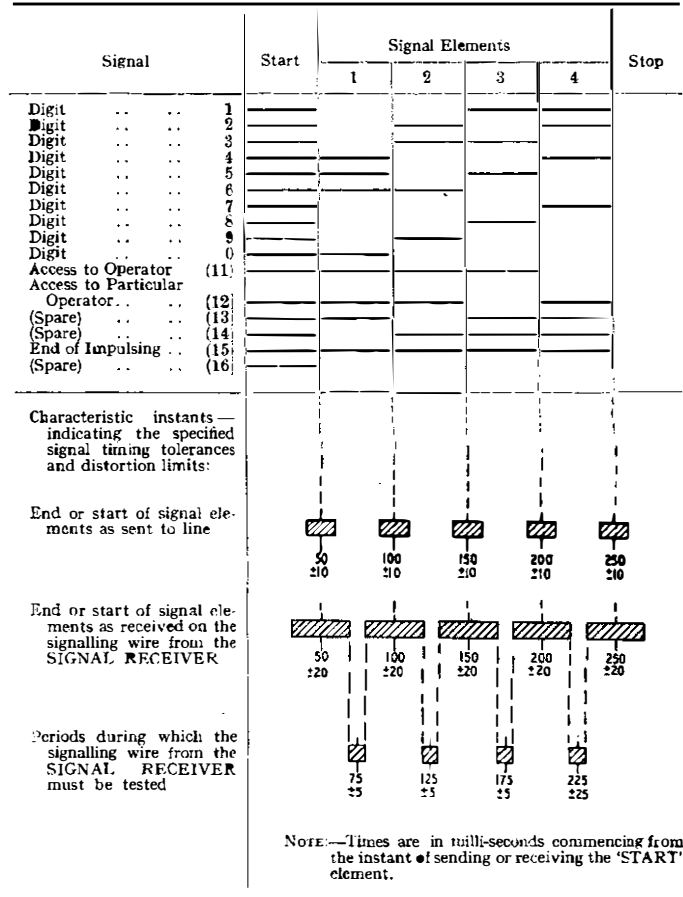 Signal Start Signal Elements Stop
1 2 3 4
Digit .. .. 1
Digit .. .. 2
Digit .. .. 3
Digit .. .. 4
Digit .. .. 5
Digit .. .. 6
Digit .. .. 7
Digit .. .. 8
Digit .. .. 9
Digit .. .. 0
Access to Operator (11)
Access to Particular
Operator .. .. (12)
(Spare) .. .. (13)
(Spare) .. .. (14)
End of Impulsing .. (15)
(Spare) .. .. (16)
Characteristic instants—
indicating the specified
signal timing tolerances
and distortion limits:
End or start of signal ele-
ments as sent to line
50 100 150 200 250
±10 ±10 ±10 ±10 ±10
End or start of signal ele-
ments as received on the
signalling wire from the
SIGNAL RECEIVER
50 100 150 200 250
±20 ±20 ±20 ±20 ±20
Periods during which the
signalling wire from the
SIGNAL RECEIVER
must be tested
75 125 175 225
±5 ±5 ±5 ±25
NOTE:—Times are in milli-seconds commencing from
the instant of sending or receiving the 'START'
element.